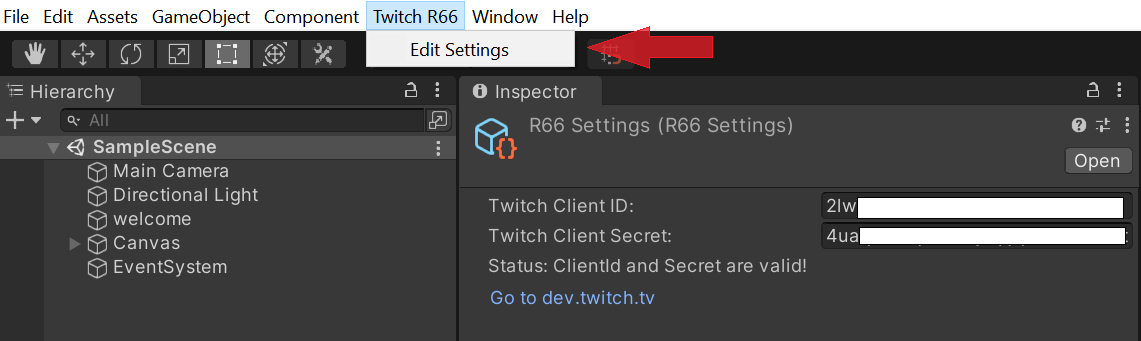 File Edit Assets GameObject Component Twitch R66 Window Help
Edit Settings
Hierarchy
All
SampleScene
Main Camera
Directional Light
welcome
Canvas
EventSystem
Inspector
R66 Settings (R66 Settings)
Open
Twitch Client ID: 2lw
Twitch Client Secret: 4ua
Status: ClientId and Secret are valid!
Go to dev.twitch.tv